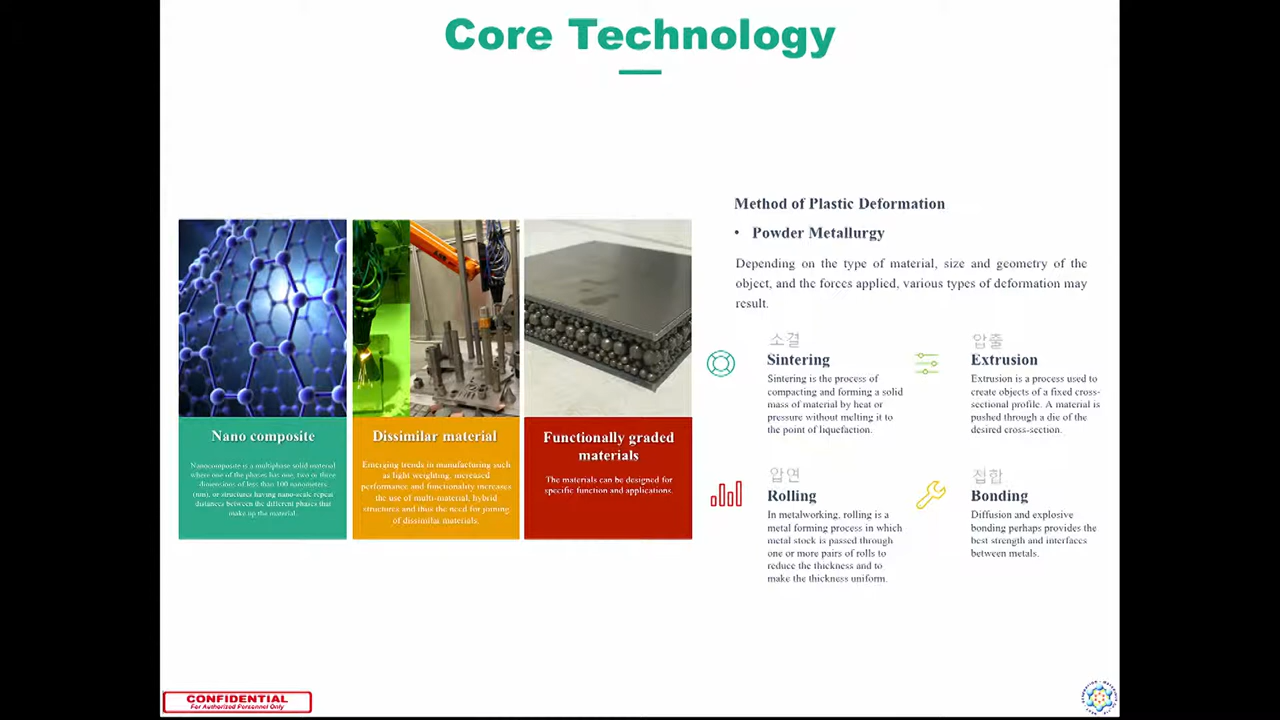 Core Technology
Nano composite
Nanocomposite is a multiphase solid material
where one of the phases has one, two or three
dimensions of less than 100 nanometers
(nm), or structures having nano-scale repeat
distances between the different phases that
make up the material.
Dissimilar material
Emerging trends in manufacturing such
as light weighting, increased
performance and functionality increases
the use of multi-material, hybrid
structures and thus the need for joining
of dissimilar materials.
Functionally graded
materials
The materials can be designed for
specific function and applications.
Method of Plastic Deformation
• Powder Metallurgy
Depending on the type of material, size and geometry of the
object, and the forces applied, various types of deformation may
result.
소결
Sintering
Sintering is the process of
compacting and forming a solid
mass of material by heat or
pressure without melting it to
the point of liquefaction.
압출
Extrusion
Extrusion is a process used to
create objects of a fixed cross-
sectional profile. A material is
pushed through a die of the
desired cross-section.
압연
Rolling
In metalworking, rolling is a
metal forming process in which
metal stock is passed through
one or more pairs of rolls to
reduce the thickness and to
make the thickness uniform.
접합
Bonding
Diffusion and explosive
bonding perhaps provides the
best strength and interfaces
between metals.
CONFIDENTIAL
For Authorized Personnel Only